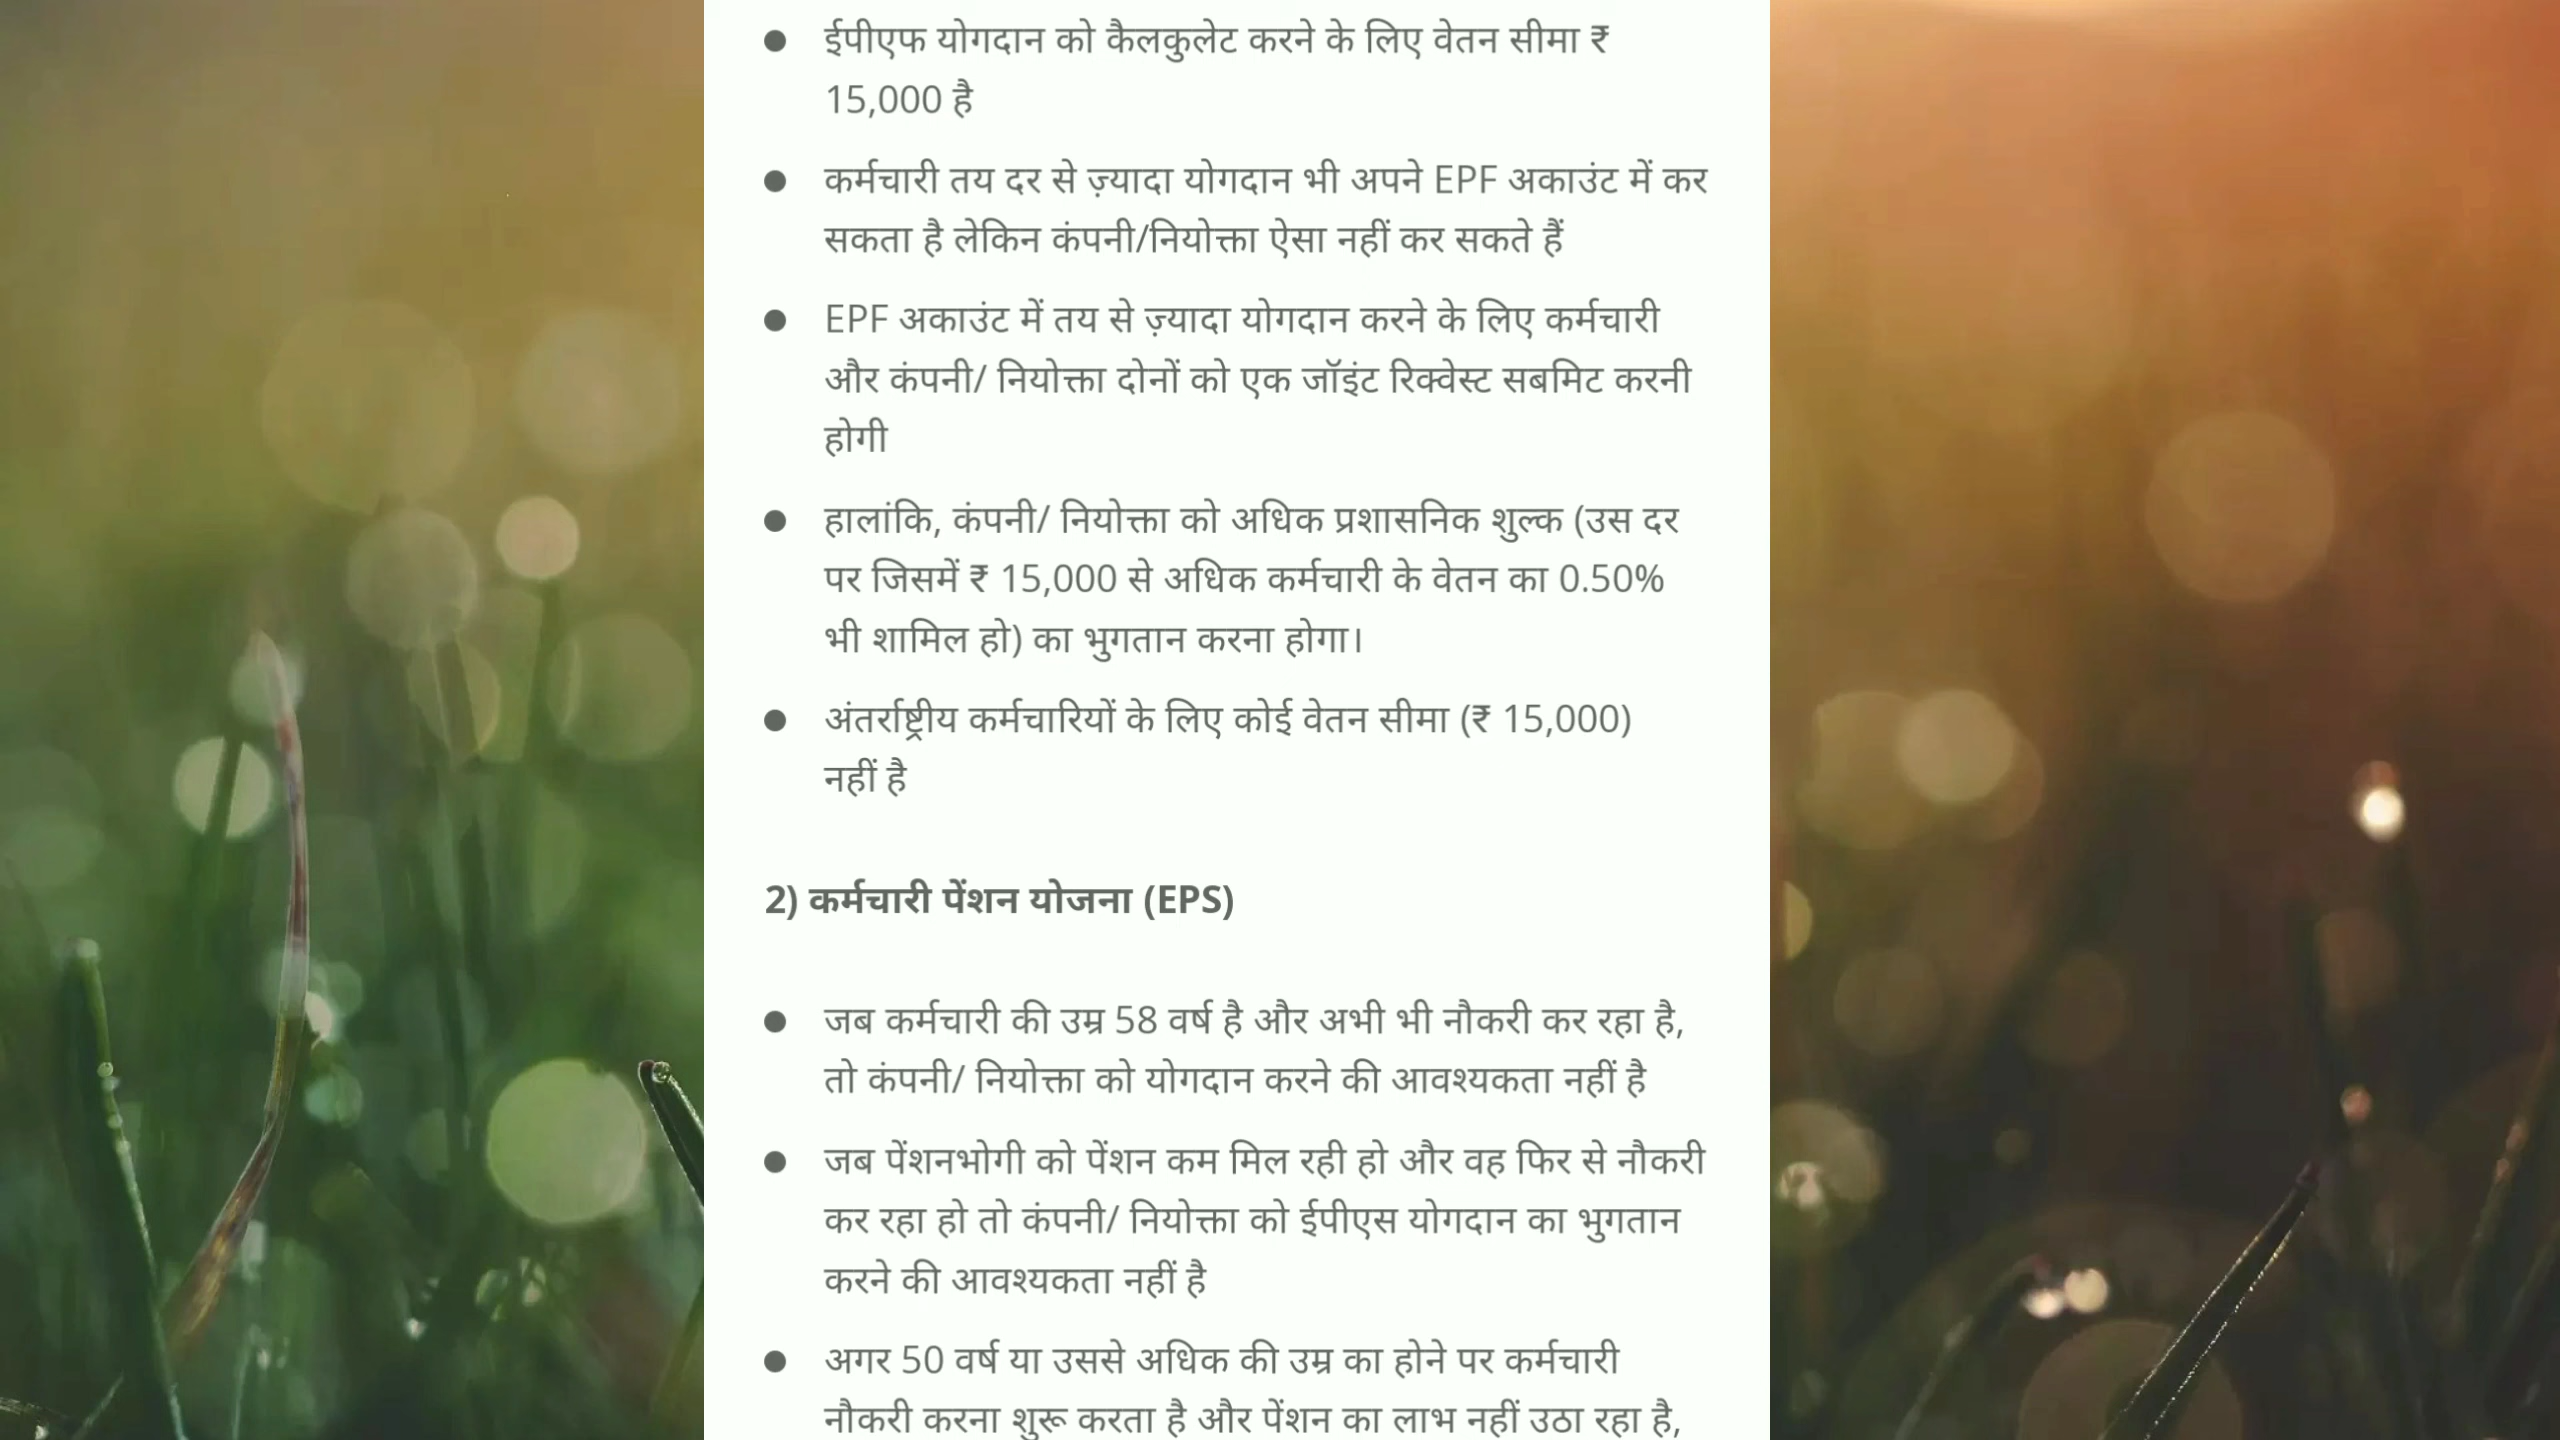 ● ईपीएफ योगदान को कैलकुलेट करने के लिए वेतन सीमा ₹
15,000 है
● कर्मचारी तय दर से ज़्यादा योगदान भी अपने EPF अकाउंट में कर
सकता है लेकिन कंपनी/नियोक्ता ऐसा नहीं कर सकते हैं
● EPF अकाउंट में तय से ज़्यादा योगदान करने के लिए कर्मचारी
और कंपनी/ नियोक्ता दोनों को एक जॉइंट रिक्वेस्ट सबमिट करनी
होगी
● हालांकि, कंपनी/ नियोक्ता को अधिक प्रशासनिक शुल्क (उस दर
पर जिसमें ₹ 15,000 से अधिक कर्मचारी के वेतन का 0.50%
भी शामिल हो) का भुगतान करना होगा।
● अंतर्राष्ट्रीय कर्मचारियों के लिए कोई वेतन सीमा (₹ 15,000)
नहीं है
2) कर्मचारी पेंशन योजना (EPS)
● जब कर्मचारी की उम्र 58 वर्ष है और अभी भी नौकरी कर रहा है,
तो कंपनी/ नियोक्ता को योगदान करने की आवश्यकता नहीं है
● जब पेंशनभोगी को पेंशन कम मिल रही हो और वह फिर से नौकरी
कर रहा हो तो कंपनी/ नियोक्ता को ईपीएस योगदान का भुगतान
करने की आवश्यकता नहीं है
● अगर 50 वर्ष या उससे अधिक की उम्र का होने पर कर्मचारी
नौकरी करना शुरू करता है और पेंशन का लाभ नहीं उठा रहा है,